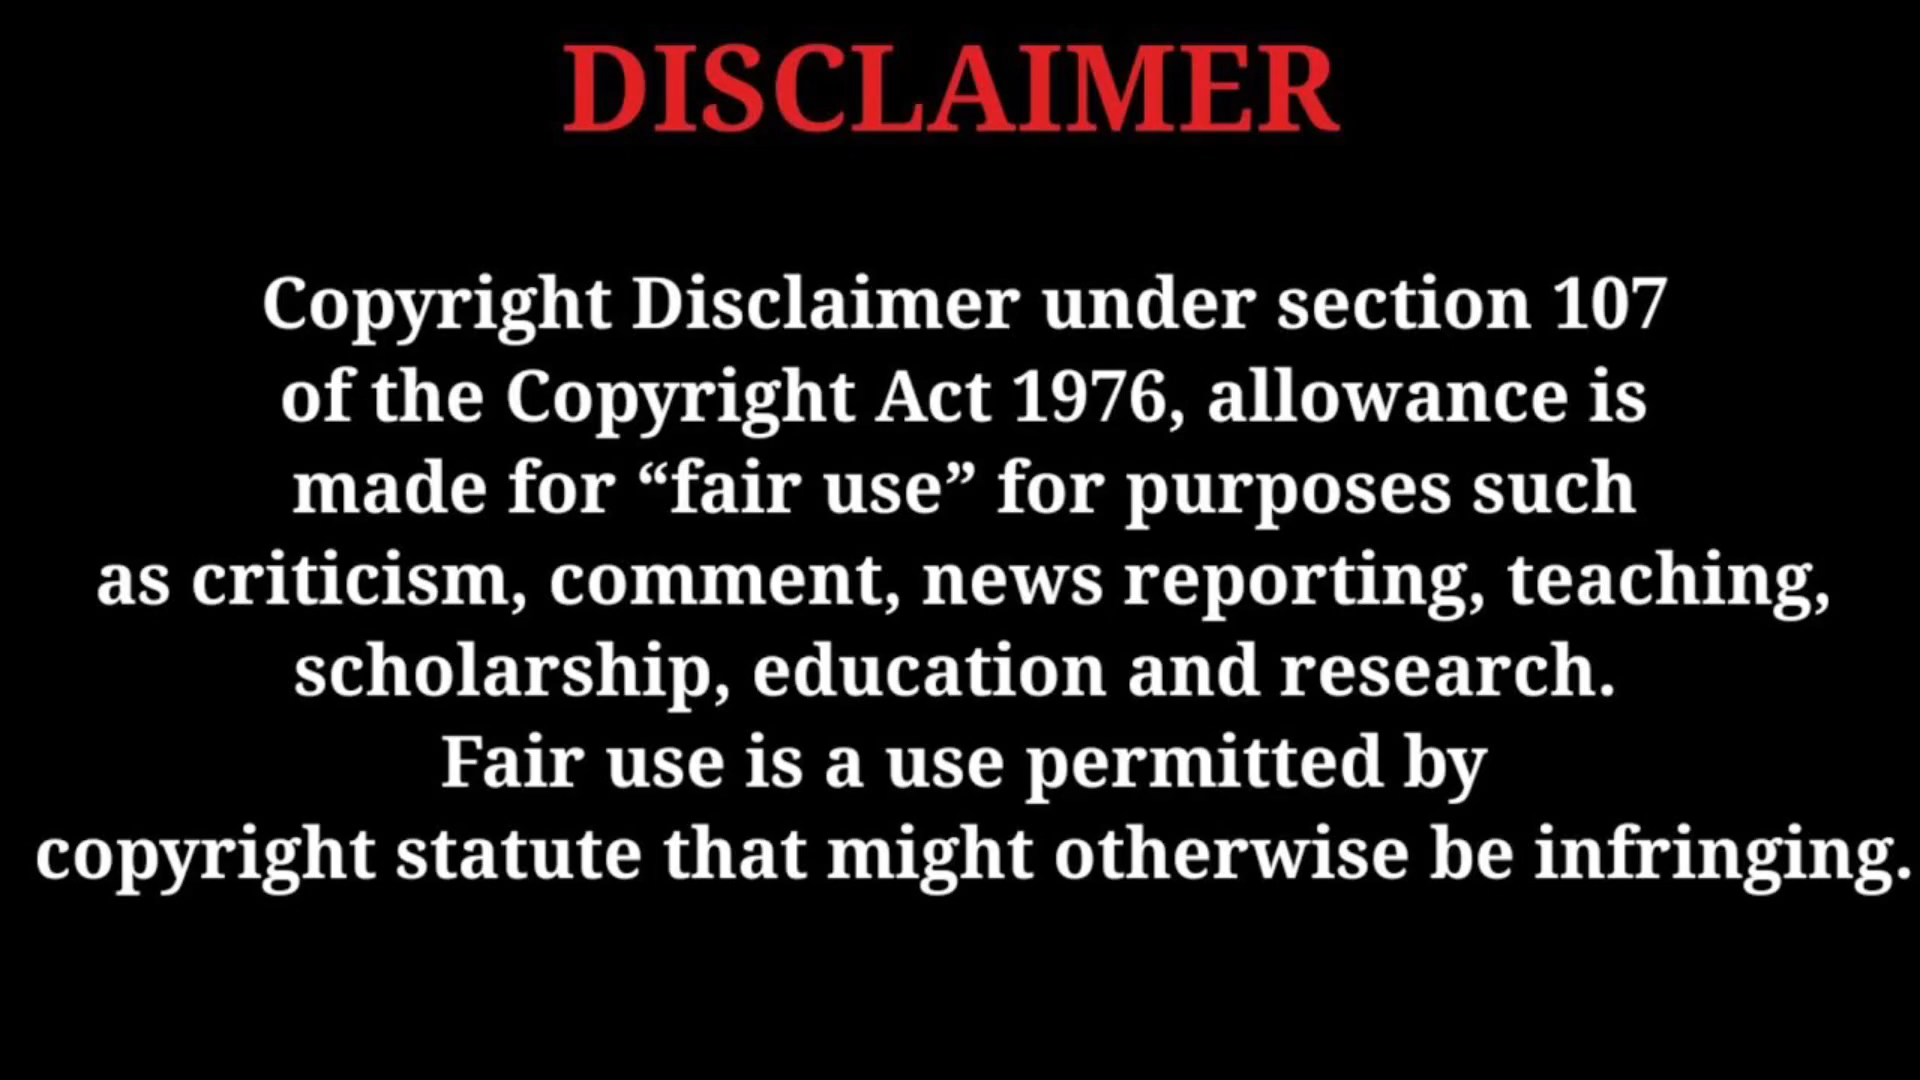 DISCLAIMER
Copyright Disclaimer under section 107
of the Copyright Act 1976, allowance is
made for “fair use” for purposes such
as criticism, comment, news reporting, teaching,
scholarship, education and research.
Fair use is a use permitted by
copyright statute that might otherwise be infringing.